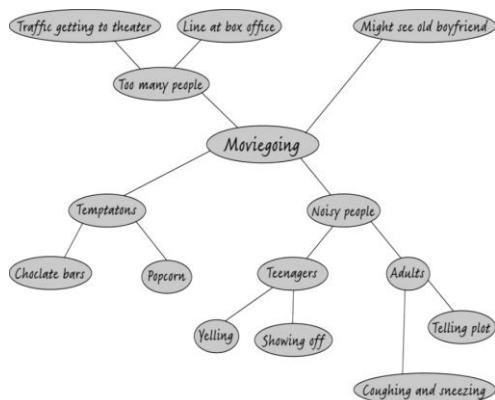 Traffic getting to theater
Line at box office
Might see old boyfriend
Too many people
Moviegoing
Temptatons
Noisy people
Choclate bars
Popcorn
Teenagers
Adults
Yelling
Showing off
Telling plot
Coughing and sneezing